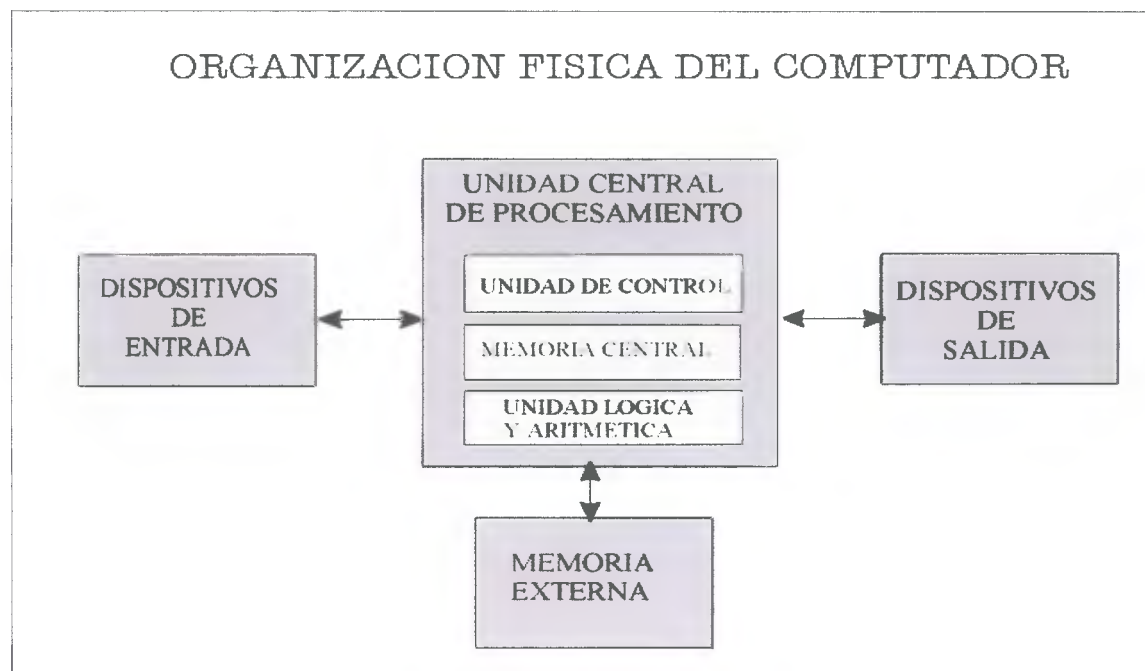 ORGANIZACION FISICA DEL COMPUTADOR
UNIDAD CENTRAL
DE PROCESAMIENTO
UNIDAD DE CONTROL
MEMORIA CENTRAL
UNIDAD LOGICA
Y ARITMETICA
DISPOSITIVOS
DE
ENTRADA
DISPOSITIVOS
DE
SALIDA
MEMORIA
EXTERNA